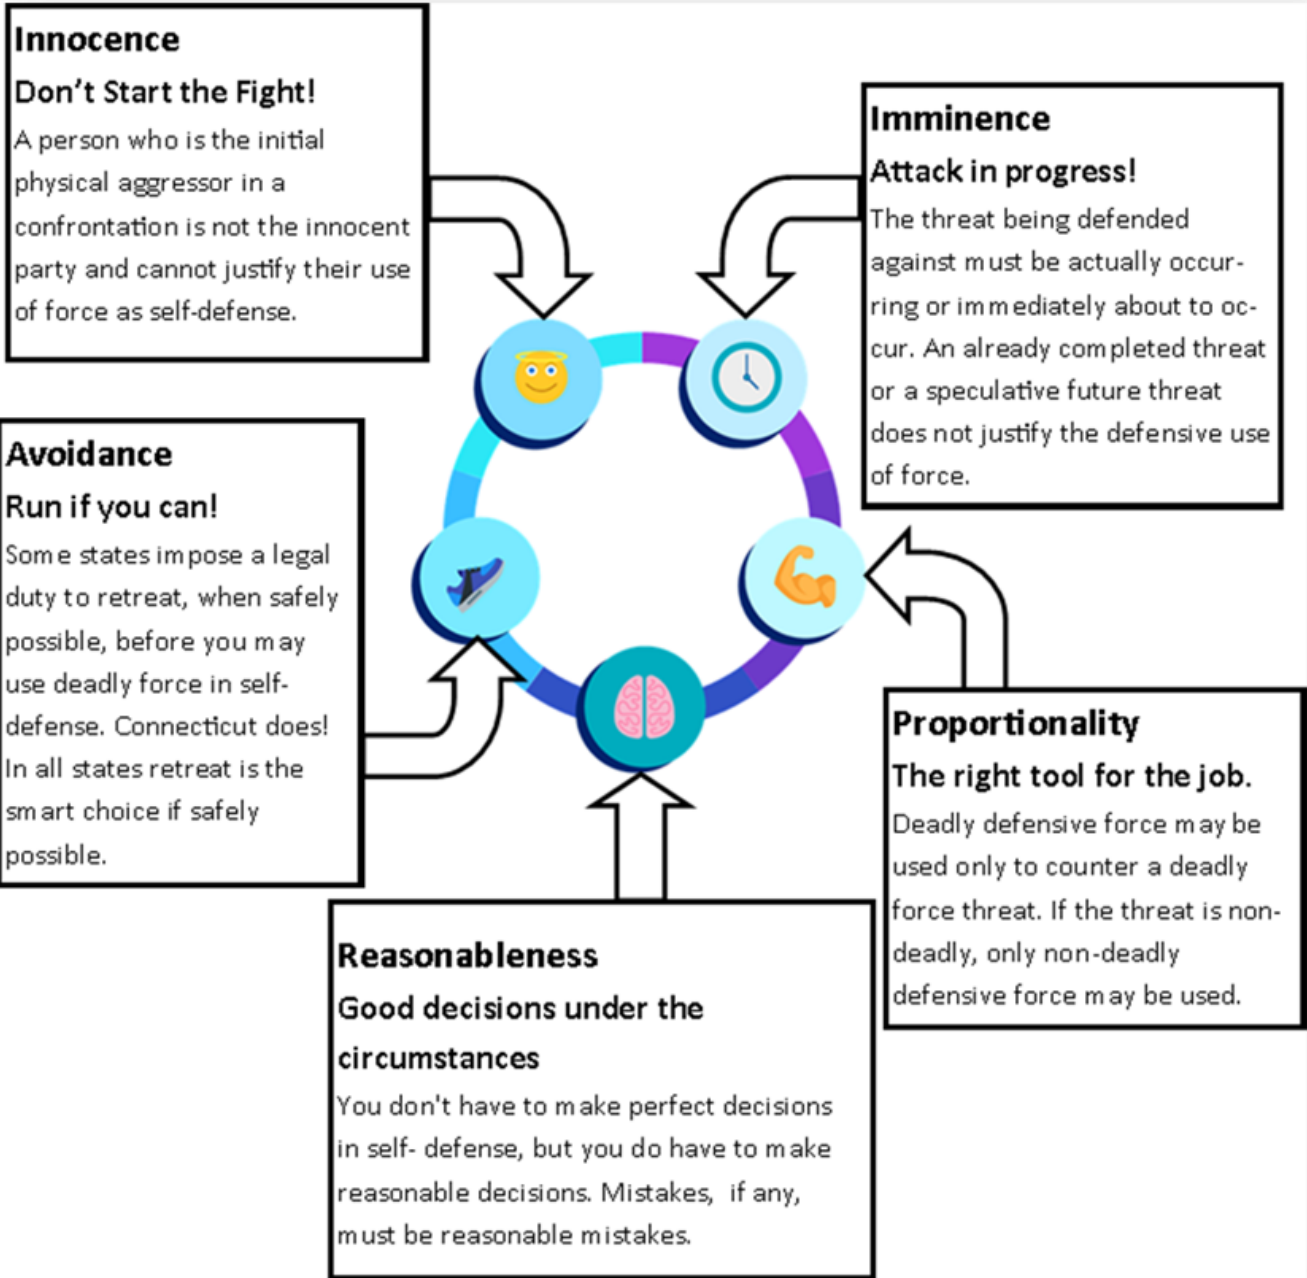 Innocence
Don’t Start the Fight!
A person who is the initial
physical aggressor in a
confrontation is not the innocent
party and cannot justify their use
of force as self-defense.
Imminence
Attack in progress!
The threat being defended
against must be actually occur-
ring or immediately about to oc-
cur. An already completed threat
or a speculative future threat
does not justify the defensive use
of force.
Avoidance
Run if you can!
Some states impose a legal
duty to retreat, when safely
possible, before you may
use deadly force in self-
defense. Connecticut does!
In all states retreat is the
smart choice if safely
possible.
Proportionality
The right tool for the job.
Deadly defensive force may be
used only to counter a deadly
force threat. If the threat is non-
deadly, only non-deadly
defensive force may be used.
Reasonableness
Good decisions under the
circumstances
You don't have to make perfect decisions
in self- defense, but you do have to make
reasonable decisions. Mistakes,  if any,
must be reasonable mistakes.